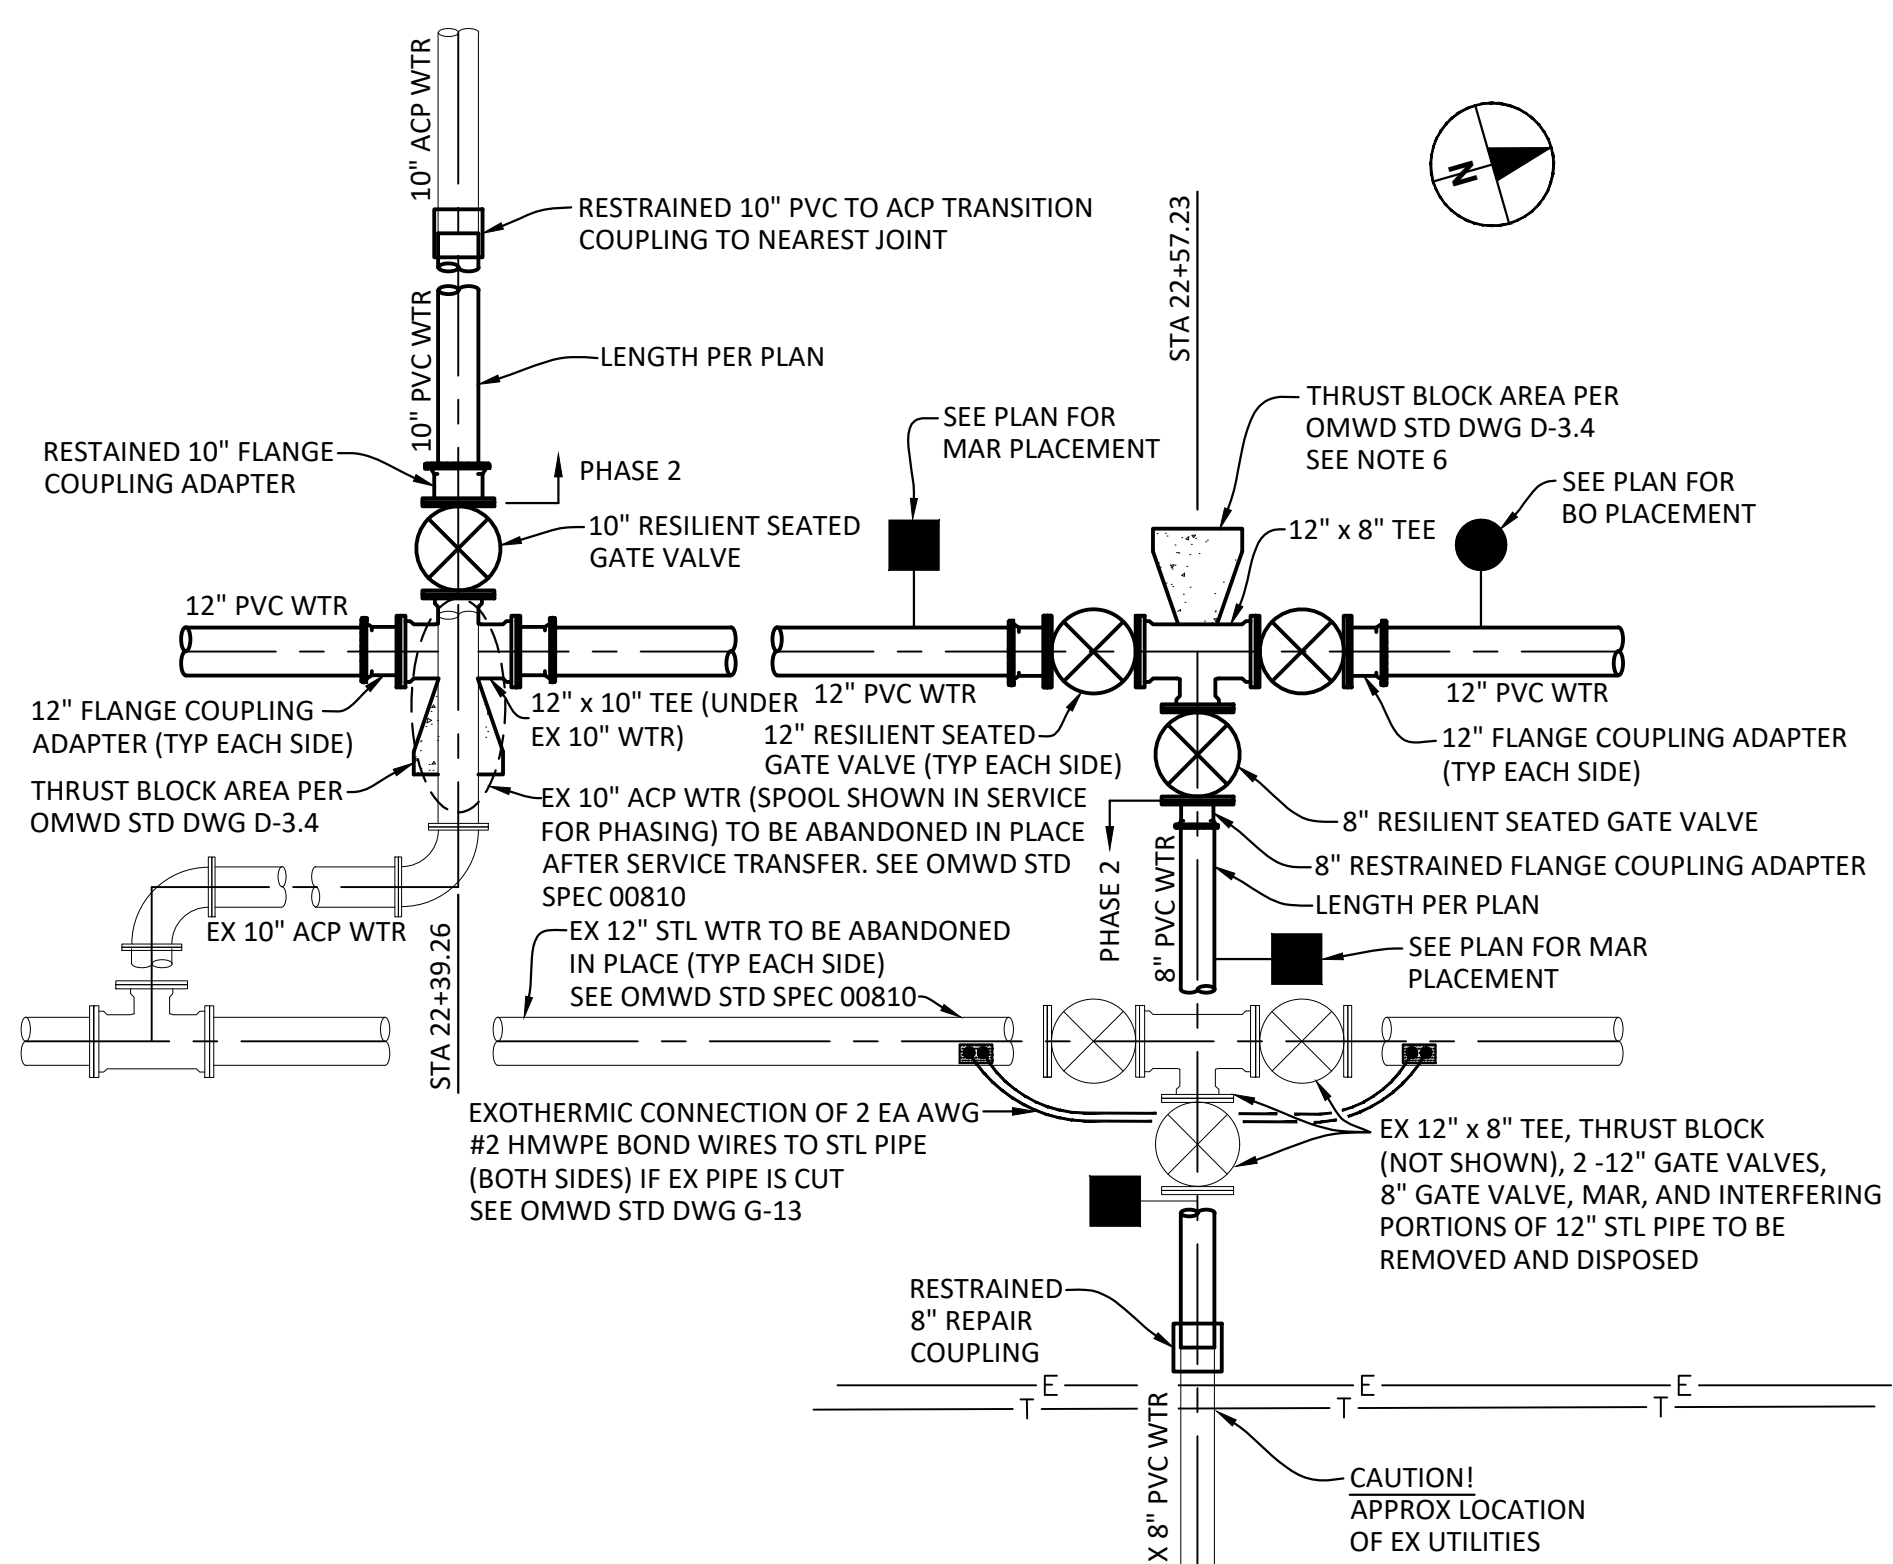 10" ACP WTR
RESTRAINED 10" PVC TO ACP TRANSITION
COUPLING TO NEAREST JOINT
N
STA 22+57.23
10" PVC WTR
LENGTH PER PLAN
RESTAINED 10" FLANGE
COUPLING ADAPTER
PHASE 2
10" RESILIENT SEATED
GATE VALVE
SEE PLAN FOR
MAR PLACEMENT
THRUST BLOCK AREA PER
OMWD STD DWG D-3.4
SEE NOTE 6
12" x 8" TEE
SEE PLAN FOR
BO PLACEMENT
12" PVC WTR
12" FLANGE COUPLING
ADAPTER (TYP EACH SIDE)
12" x 10" TEE (UNDER
EX 10" WTR)
12" PVC WTR
12" RESILIENT SEATED
GATE VALVE (TYP EACH SIDE)
12" PVC WTR
12" FLANGE COUPLING ADAPTER
(TYP EACH SIDE)
THRUST BLOCK AREA PER
OMWD STD DWG D-3.4
EX 10" ACP WTR (SPOOL SHOWN IN SERVICE
FOR PHASING) TO BE ABANDONED IN PLACE
AFTER SERVICE TRANSFER. SEE OMWD STD
SPEC 00810
8" RESILIENT SEATED GATE VALVE
8" RESTRAINED FLANGE COUPLING ADAPTER
PHASE 2
8" PVC WTR
LENGTH PER PLAN
EX 10" ACP WTR
STA 22+39.26
EX 12" STL WTR TO BE ABANDONED
IN PLACE (TYP EACH SIDE)
SEE OMWD STD SPEC 00810
SEE PLAN FOR MAR
PLACEMENT
EXOTHERMIC CONNECTION OF 2 EA AWG
#2 HMWPE BOND WIRES TO STL PIPE
(BOTH SIDES) IF EX PIPE IS CUT
SEE OMWD STD DWG G-13
EX 12" x 8" TEE, THRUST BLOCK
(NOT SHOWN), 2 -12" GATE VALVES,
8" GATE VALVE, MAR, AND INTERFERING
PORTIONS OF 12" STL PIPE TO BE
REMOVED AND DISPOSED
RESTRAINED
8" REPAIR
COUPLING
E E E
T T T
X 8" PVC WTR
CAUTION!
APPROX LOCATION
OF EX UTILITIES